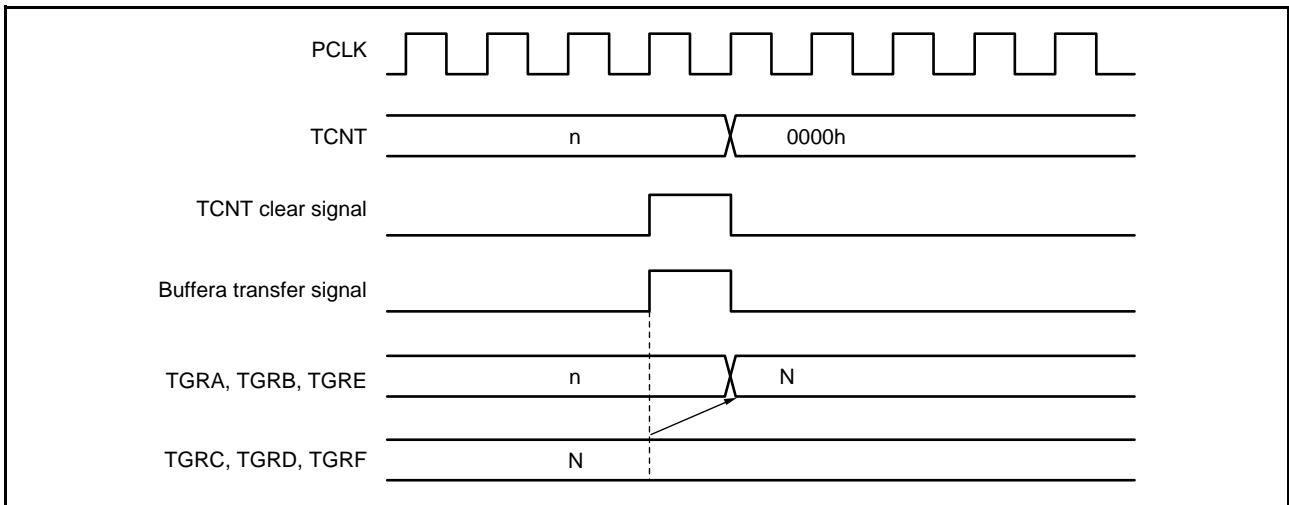 PCLK
TCNT n 0000h
TCNT clear signal
Buffera transfer signal
TGRA, TGRB, TGRE n N
TGRC, TGRD, TGRF N